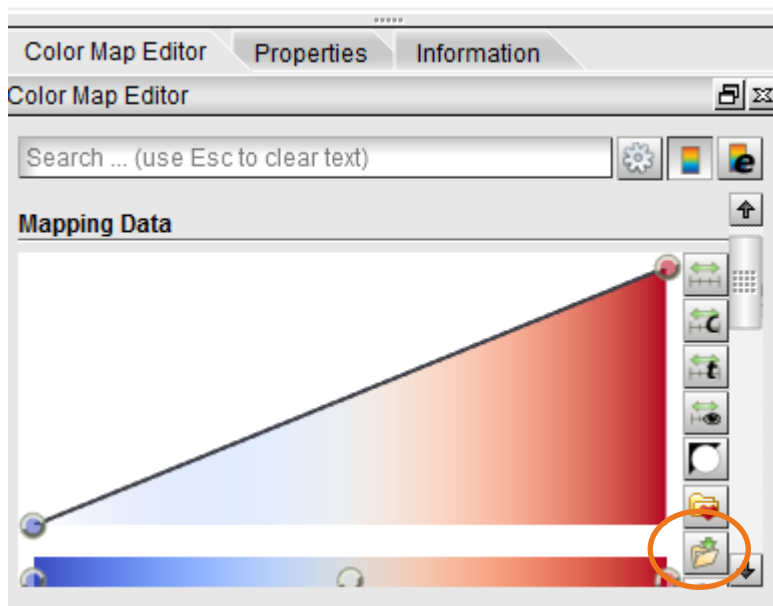 Color Map Editor Properties Information
Color Map Editor
Search ... (use Esc to clear text)
e
Mapping Data
C
t